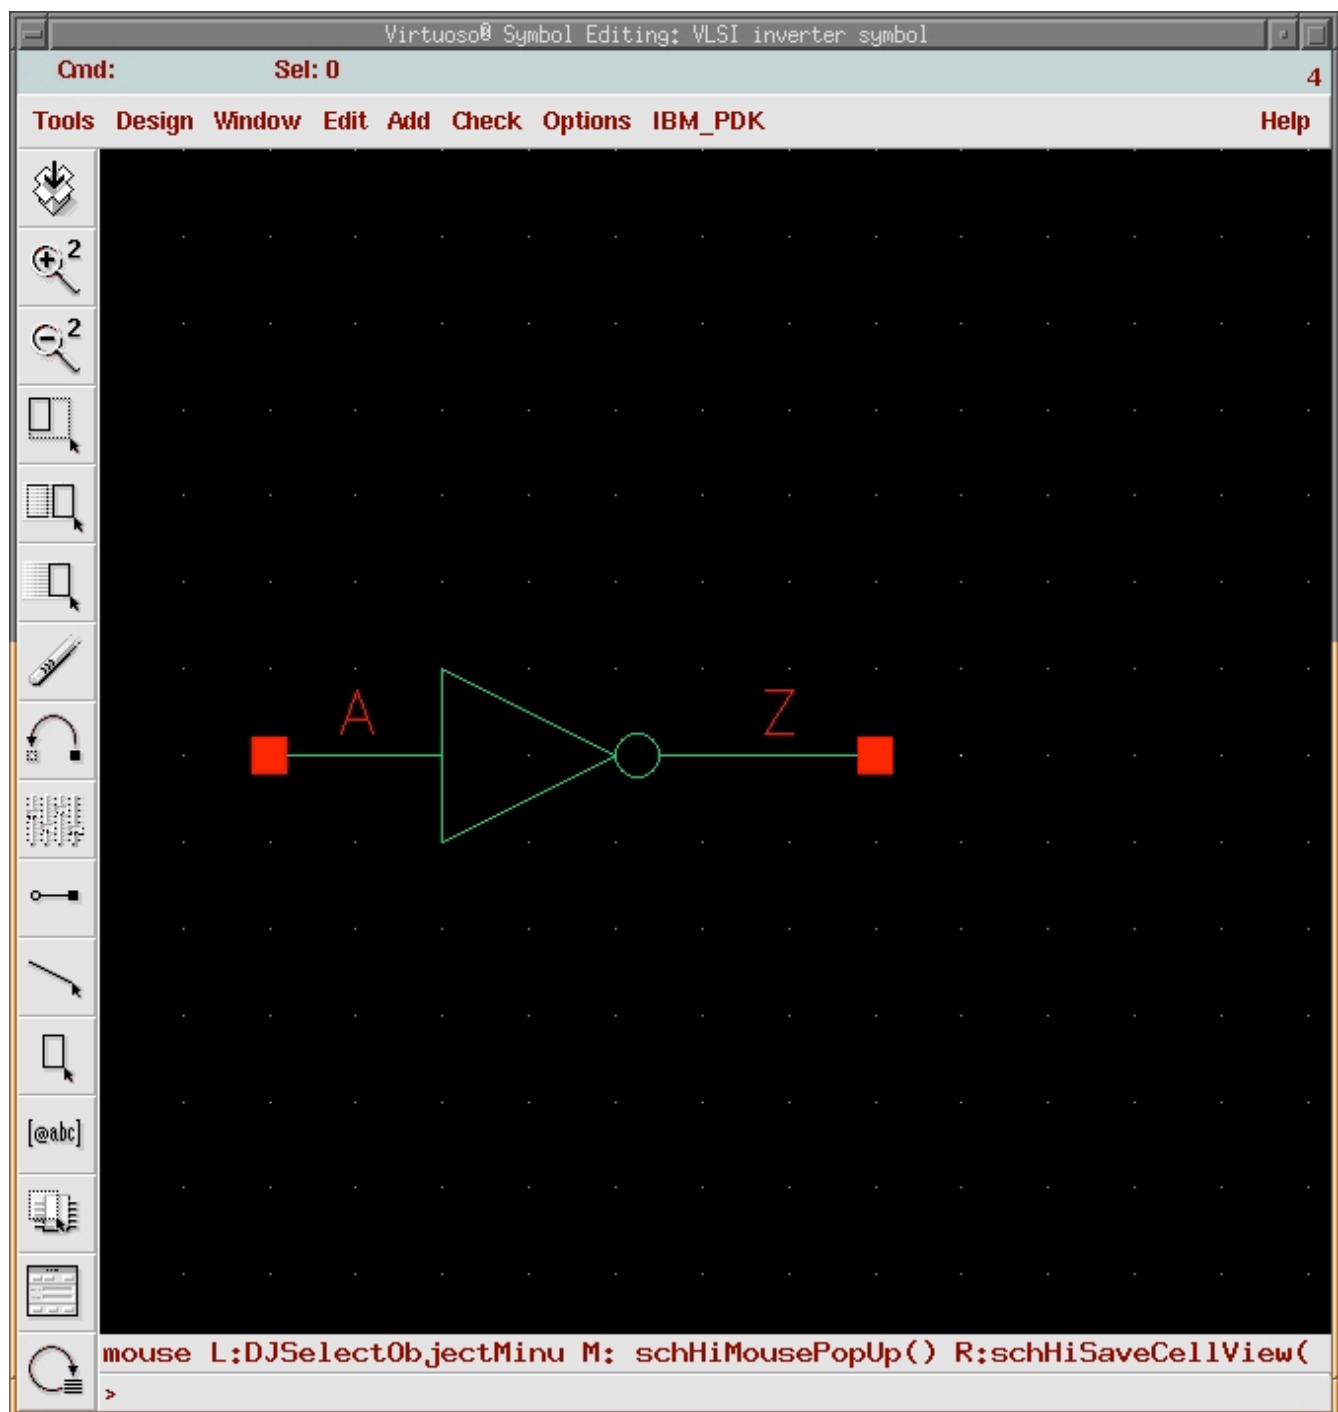 Virtuoso® Symbol Editing: VLSI inverter symbol
Cmd: Sel: 0 4
Tools Design Window Edit Add Check Options IBM_PDK Help
2
2
A Z
[@abc]
mouse L:DJSelectObjectMinu M: schHiMousePopUp() R:schHiSaveCellView(
>